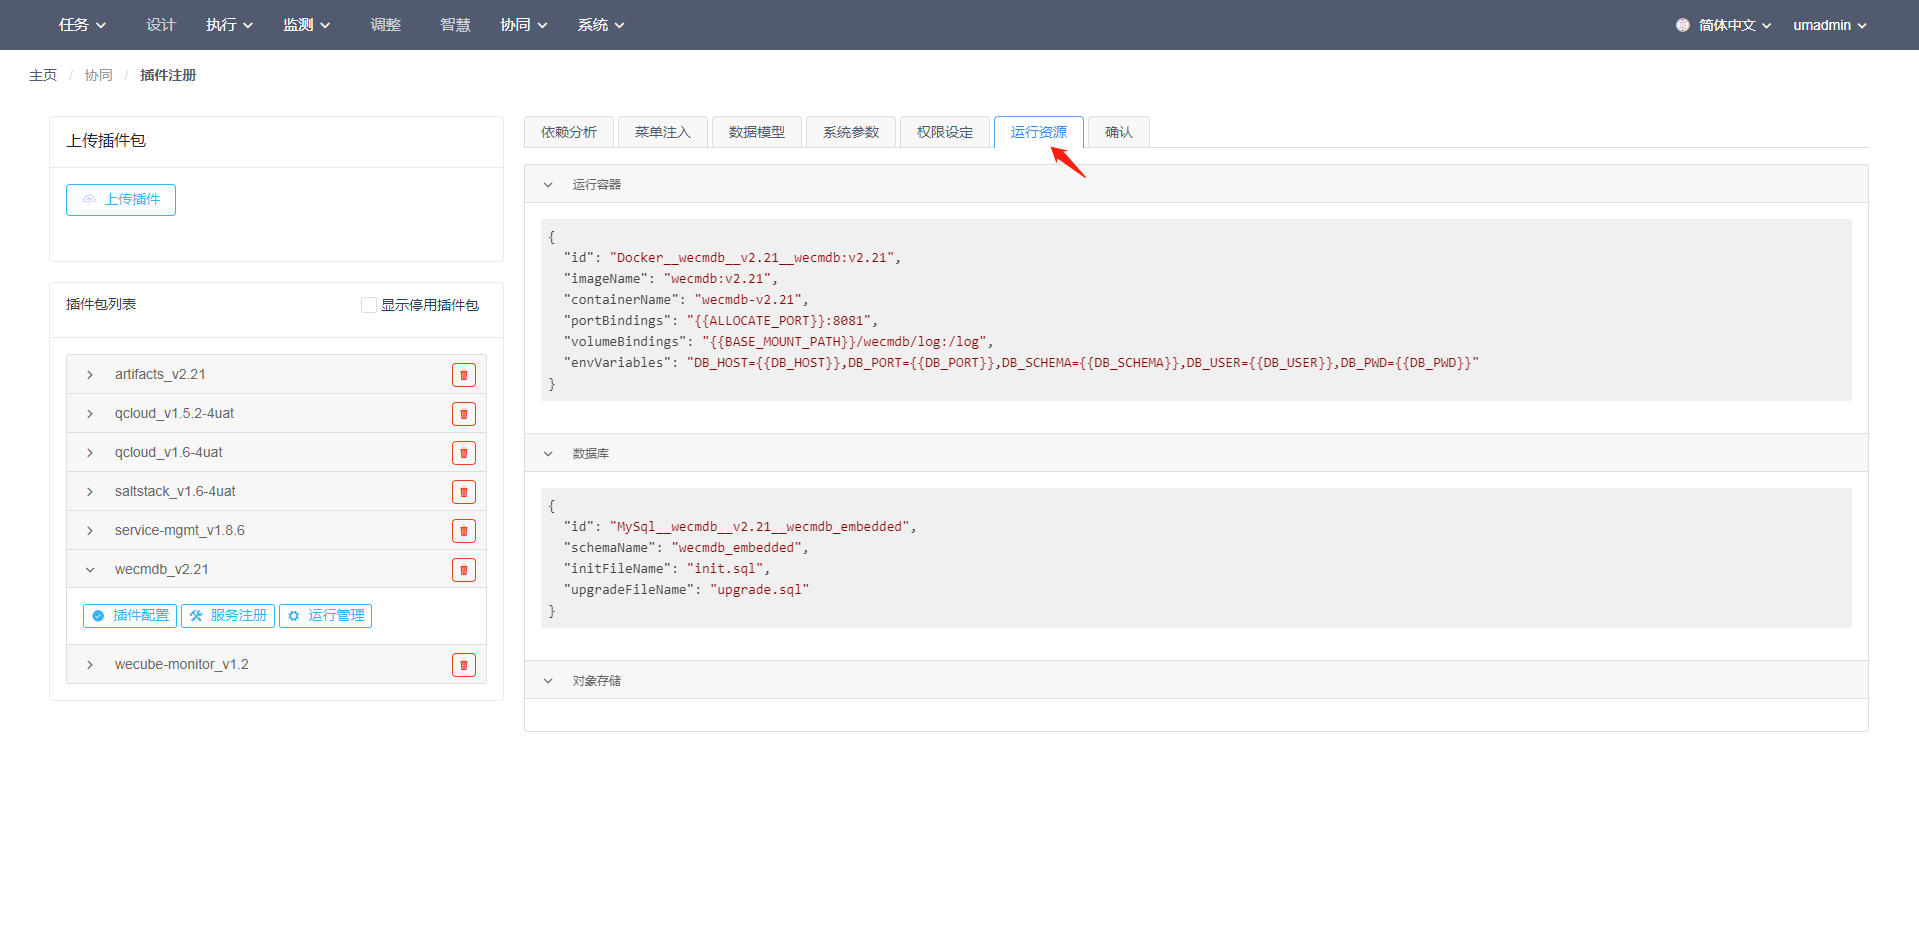 任务 设计 执行 监测 调整 智慧 协同 系统 简体中文 umadmin
主页 / 协同 / 插件注册
上传插件包
上传插件
插件包列表 显示停用插件包
artifacts_v2.21
qcloud_v1.5.2-4uat
qcloud_v1.6-4uat
saltstack_v1.6-4uat
service-mgmt_v1.8.6
wecmdb_v2.21
插件配置 服务注册 运行管理
wecube-monitor_v1.2
依赖分析 菜单注入 数据模型 系统参数 权限设定 运行资源 确认
运行容器
{
"id": "Docker__wecmdb__v2.21__wecmdb:v2.21",
"imageName": "wecmdb:v2.21",
"containerName": "wecmdb-v2.21",
"portBindings": "{{ALLOCATE_PORT}}:8081",
"volumeBindings": "{{BASE_MOUNT_PATH}}/wecmdb/log:/log",
"envVariables": "DB_HOST={{DB_HOST}},DB_PORT={{DB_PORT}},DB_SCHEMA={{DB_SCHEMA}},DB_USER={{DB_USER}},DB_PWD={{DB_PWD}}"
}
数据库
{
"id": "MySql__wecmdb__v2.21__wecmdb_embedded",
"schemaName": "wecmdb_embedded",
"initFileName": "init.sql",
"upgradeFileName": "upgrade.sql"
}
对象存储